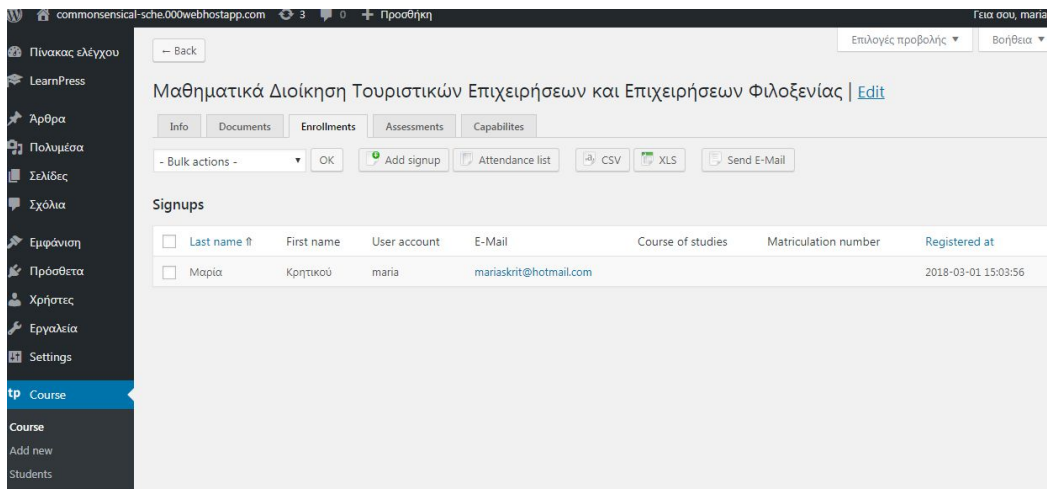 commonsensical-sche.000webhostapp.com 3 0 + Προσθήκη Γεια σου, maria
Επιλογές προβολής ▼ Βοήθεια ▼
← Back
Μαθηματικά Διοίκηση Τουριστικών Επιχειρήσεων και Επιχειρήσεων Φιλοξενίας | Edit
Info Documents Enrollments Assessments Capabilites
- Bulk actions - ▼ OK Add signup Attendance list CSV XLS Send E-Mail
Signups
Last name ⇑ First name User account E-Mail Course of studies Matriculation number Registered at
Μαρία Κρητικού maria mariaskrit@hotmail.com 2018-03-01 15:03:56
Πίνακας ελέγχου
LearnPress
Άρθρα
Πολυμέσα
Σελίδες
Σχόλια
Εμφάνιση
Πρόσθετα
Χρήστες
Εργαλεία
Settings
tp Course
Course
Add new
Students